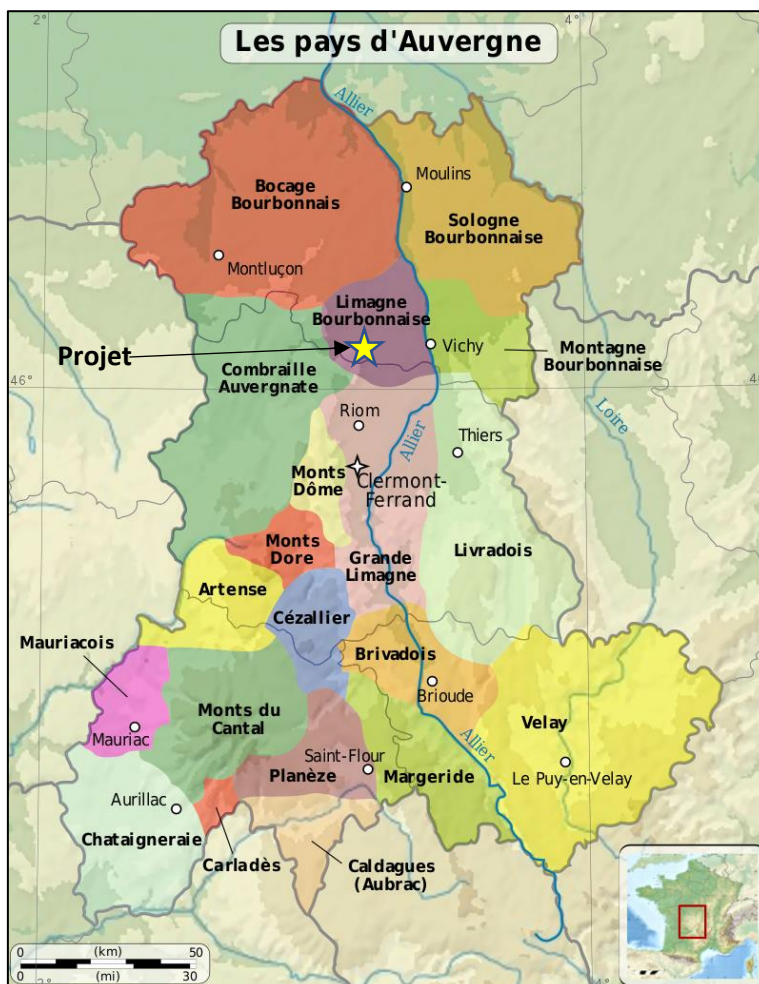 Les pays d'Auvergne
2°
4°
Allier
Moulins
Bocage
Bourbonnais
Sologne
Bourbonnaise
Montluçon
Limagne
Bourbonnaise
Projet
Vichy
Montagne
Bourbonnaise
Combraille
Auvergnate
46°
Loire
Riom
Allier
Thiers
Monts
Dôme
Clermont-
Ferrand
Monts
Dore
Grande
Limagne
Livradois
Artense
Cézallier
Mauriacois
Brivadois
Brioude
Monts du
Cantal
Velay
Mauriac
Allier
Saint-Flour
Planèze
Margeride
Le Puy-en-Velay
Aurillac
Chataigneraie
Carladès
Caldagues
(Aubrac)
0 (km) 50
0 (mi) 30